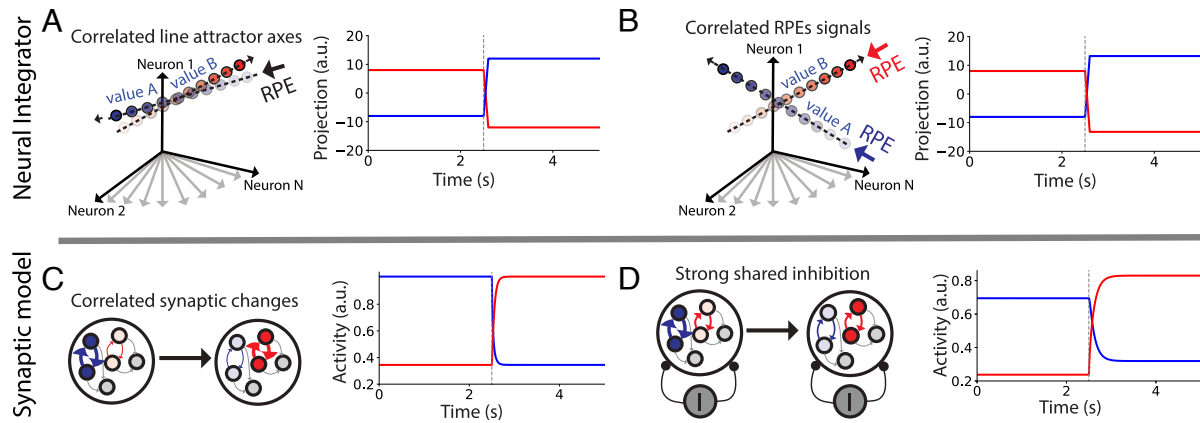 Neural Integrator
A
Correlated line attractor axes
Neuron 1
value A
value B
RPE
Neuron 2
Neuron N
Projection (a.u.)
20
10
0
−10
−20
0
2
4
Time (s)
B
Correlated RPEs signals
Neuron 1
value B
RPE
value A
RPE
Neuron 2
Neuron N
Projection (a.u.)
20
10
0
−10
−20
0
2
4
Time (s)
Synaptic model
C
Correlated synaptic changes
Activity (a.u.)
0.8
0.6
0.4
0.2
0
2
4
Time (s)
D
Strong shared inhibition
I
I
Activity (a.u.)
0.8
0.6
0.4
0.2
0
2
4
Time (s)